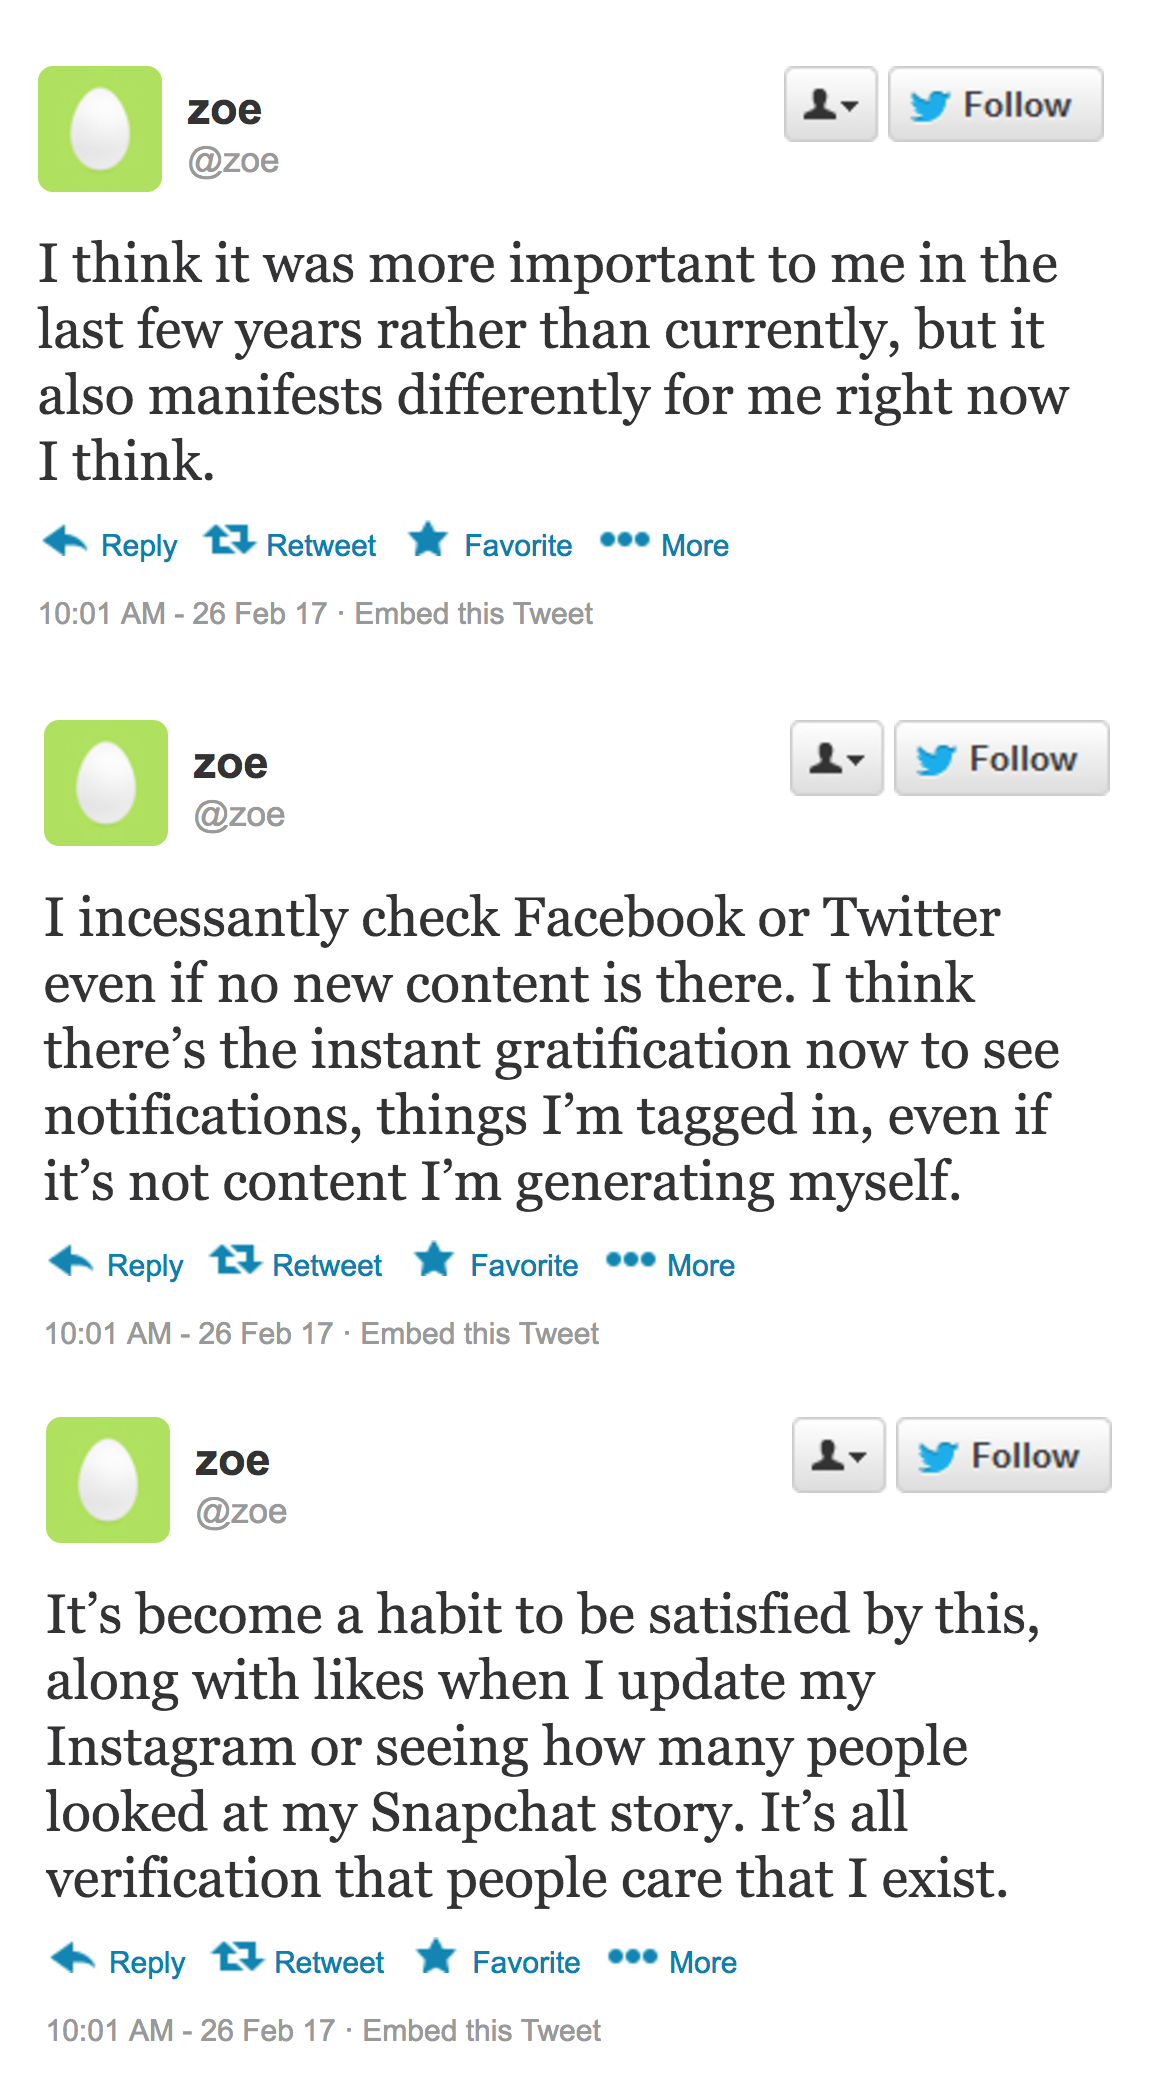 zoe
@zoe
Follow
I think it was more important to me in the
last few years rather than currently, but it
also manifests differently for me right now
I think.
Reply Retweet Favorite More
10:01 AM - 26 Feb 17 · Embed this Tweet
zoe
@zoe
Follow
I incessantly check Facebook or Twitter
even if no new content is there. I think
there’s the instant gratification now to see
notifications, things I’m tagged in, even if
it’s not content I’m generating myself.
Reply Retweet Favorite More
10:01 AM - 26 Feb 17 · Embed this Tweet
zoe
@zoe
Follow
It’s become a habit to be satisfied by this,
along with likes when I update my
Instagram or seeing how many people
looked at my Snapchat story. It’s all
verification that people care that I exist.
Reply Retweet Favorite More
10:01 AM - 26 Feb 17 · Embed this Tweet